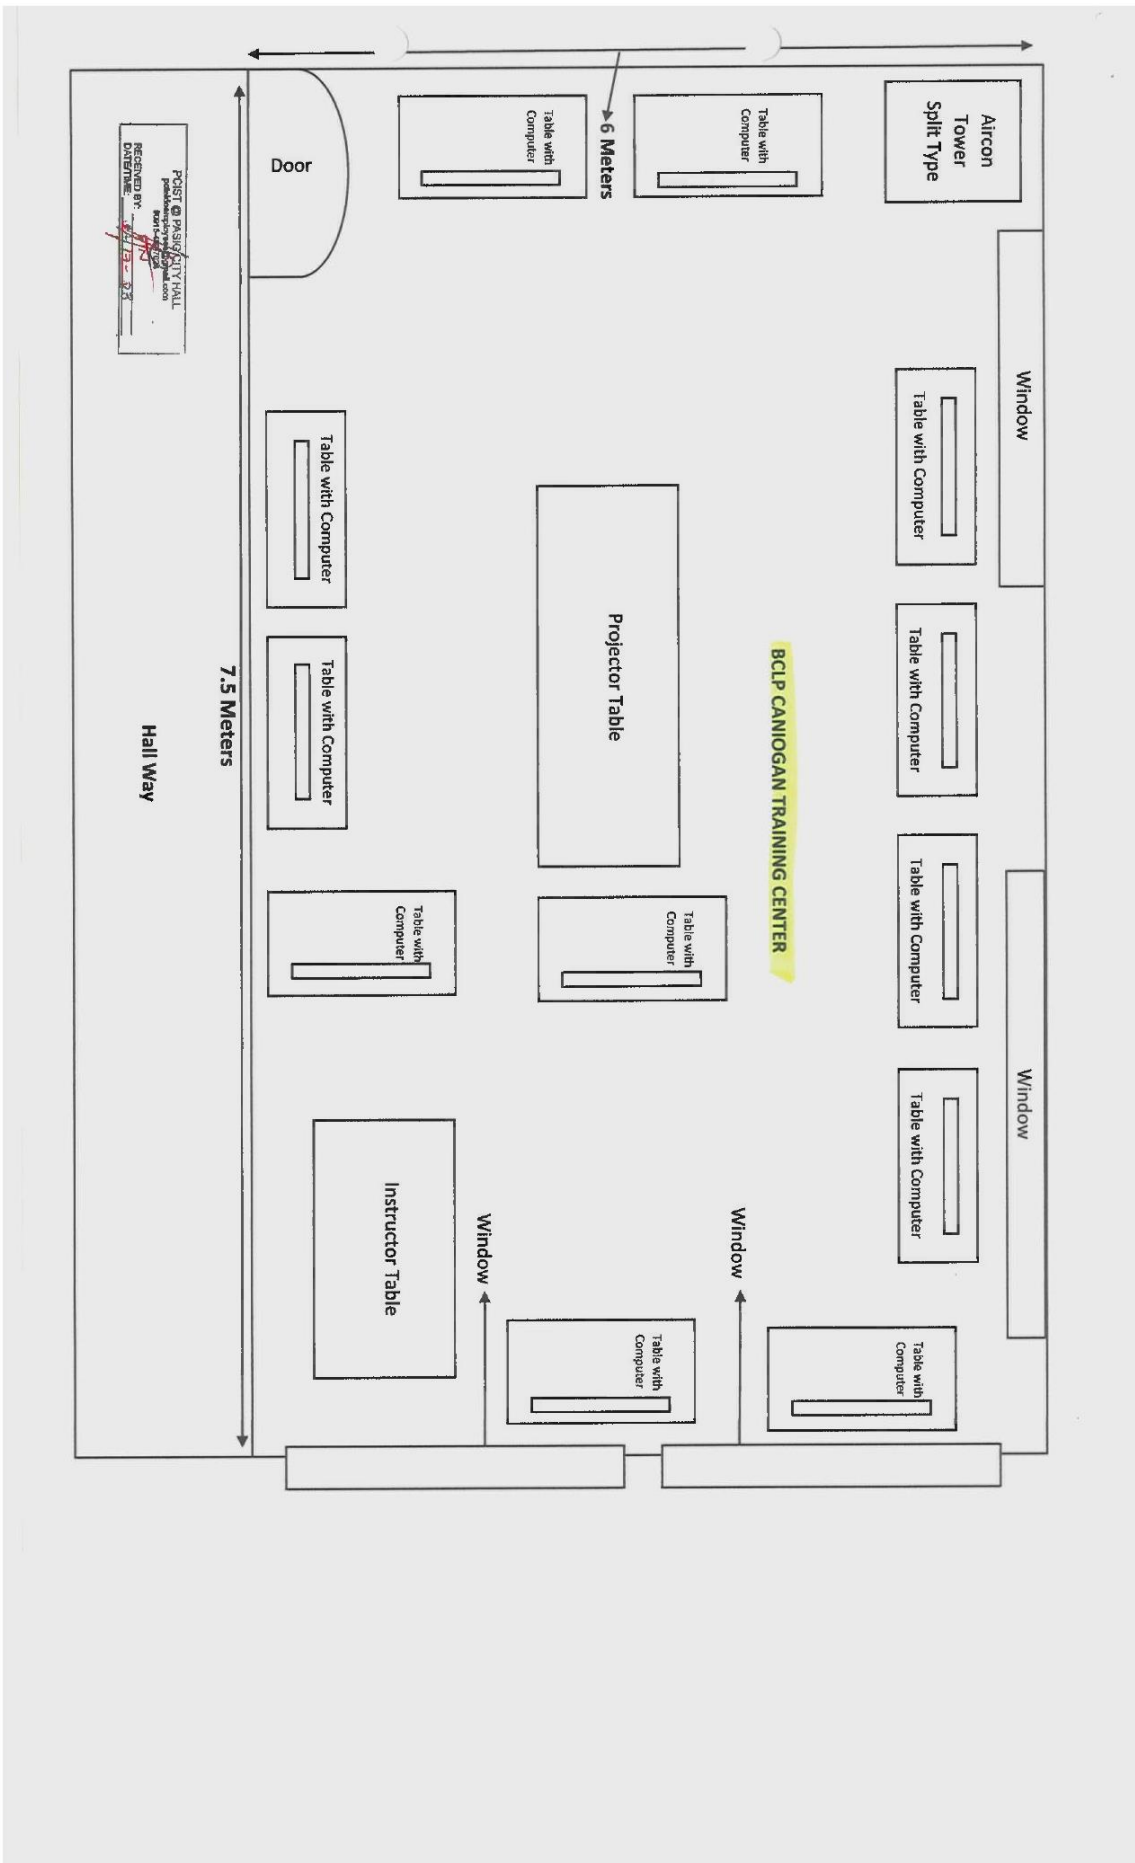 6 Meters
Aircon
Tower
Split Type
Table with
Computer
Table with
Computer
Door
Window
Window
Table with Computer
Table with Computer
Table with Computer
Table with Computer
BCLP CANIOGAN TRAINING CENTER
Projector Table
Table with Computer
Table with Computer
Table with
Computer
Table with
Computer
Window
Window
Table with
Computer
Table with
Computer
Instructor Table
7.5 Meters
Hall Way
PCIST @ PASIG CITY HALL
RECEIVED BY:
DATE/TIME: